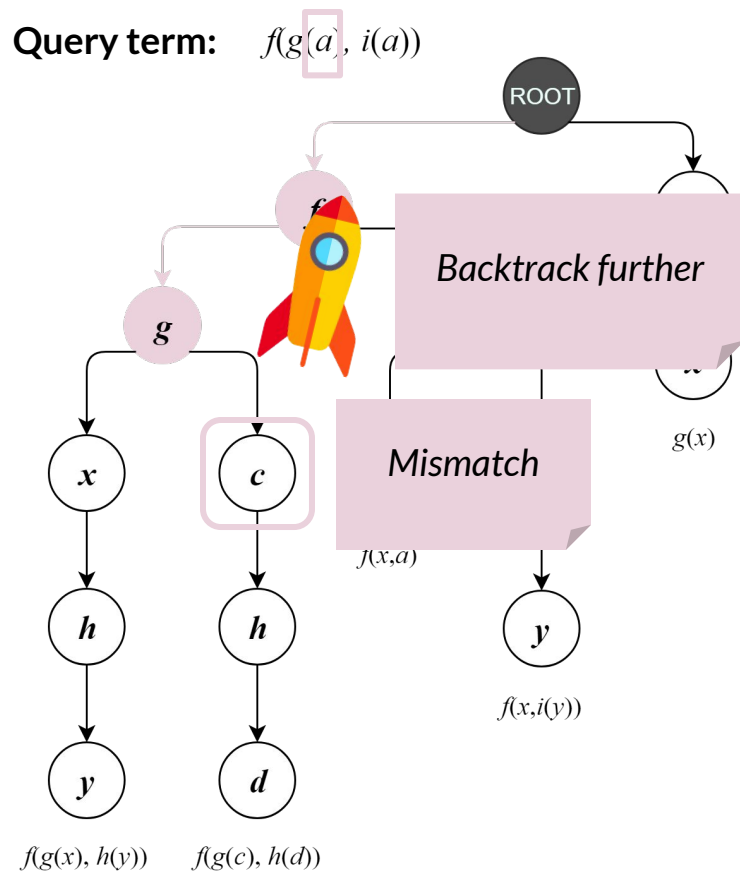 Query term: f(g(a), i(a))
ROOT
f
Backtrack further
g
x
g(x)
Mismatch
x
c
f(x,a)
h
h
y
f(x,i(y))
y
d
f(g(x), h(y))
f(g(c), h(d))